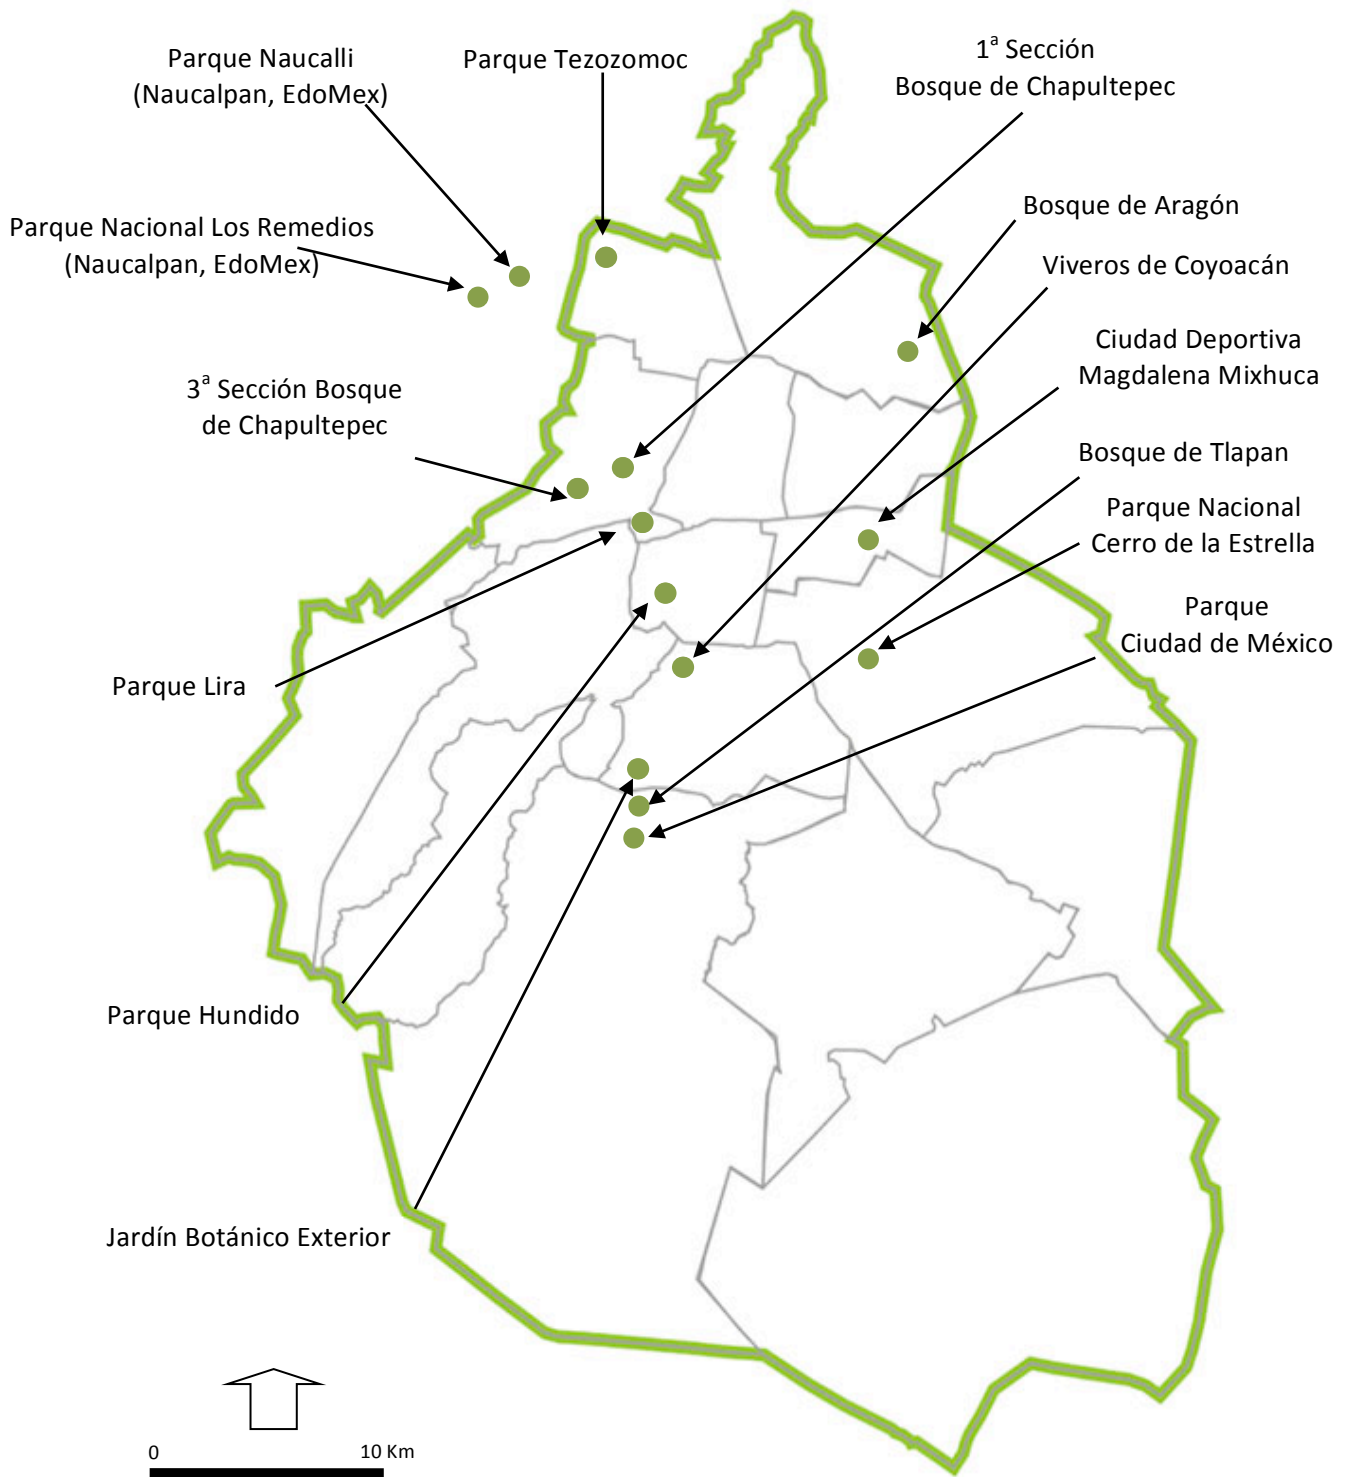 Parque Naucalli
(Naucalpan, EdoMex)
Parque Tezozomoc
1ª Sección
Bosque de Chapultepec
Parque Nacional Los Remedios
(Naucalpan, EdoMex)
Bosque de Aragón
Viveros de Coyoacán
Ciudad Deportiva
Magdalena Mixhuca
3ª Sección Bosque
de Chapultepec
Bosque de Tlapan
Parque Nacional
Cerro de la Estrella
Parque
Ciudad de México
Parque Lira
Parque Hundido
Jardín Botánico Exterior
0 10 Km